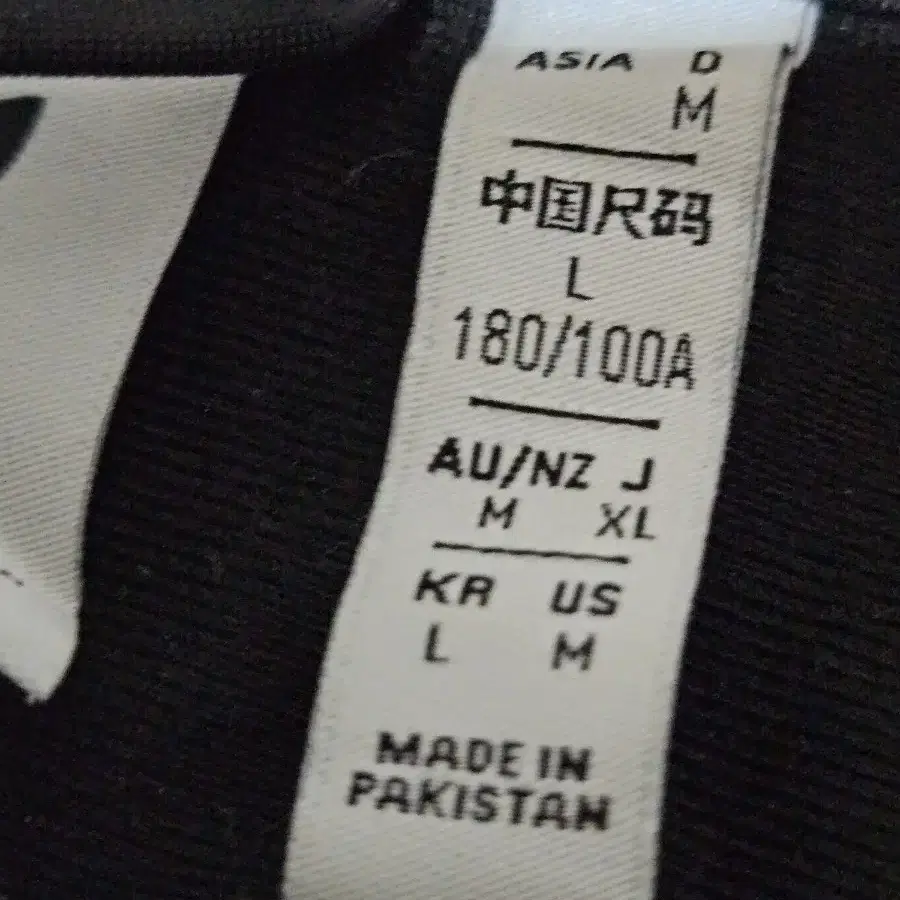 ASIA D
M
中国尺码
L
180/100A
AU/NZ J
M XL
KR US
L M
MADE IN
PAKISTAN